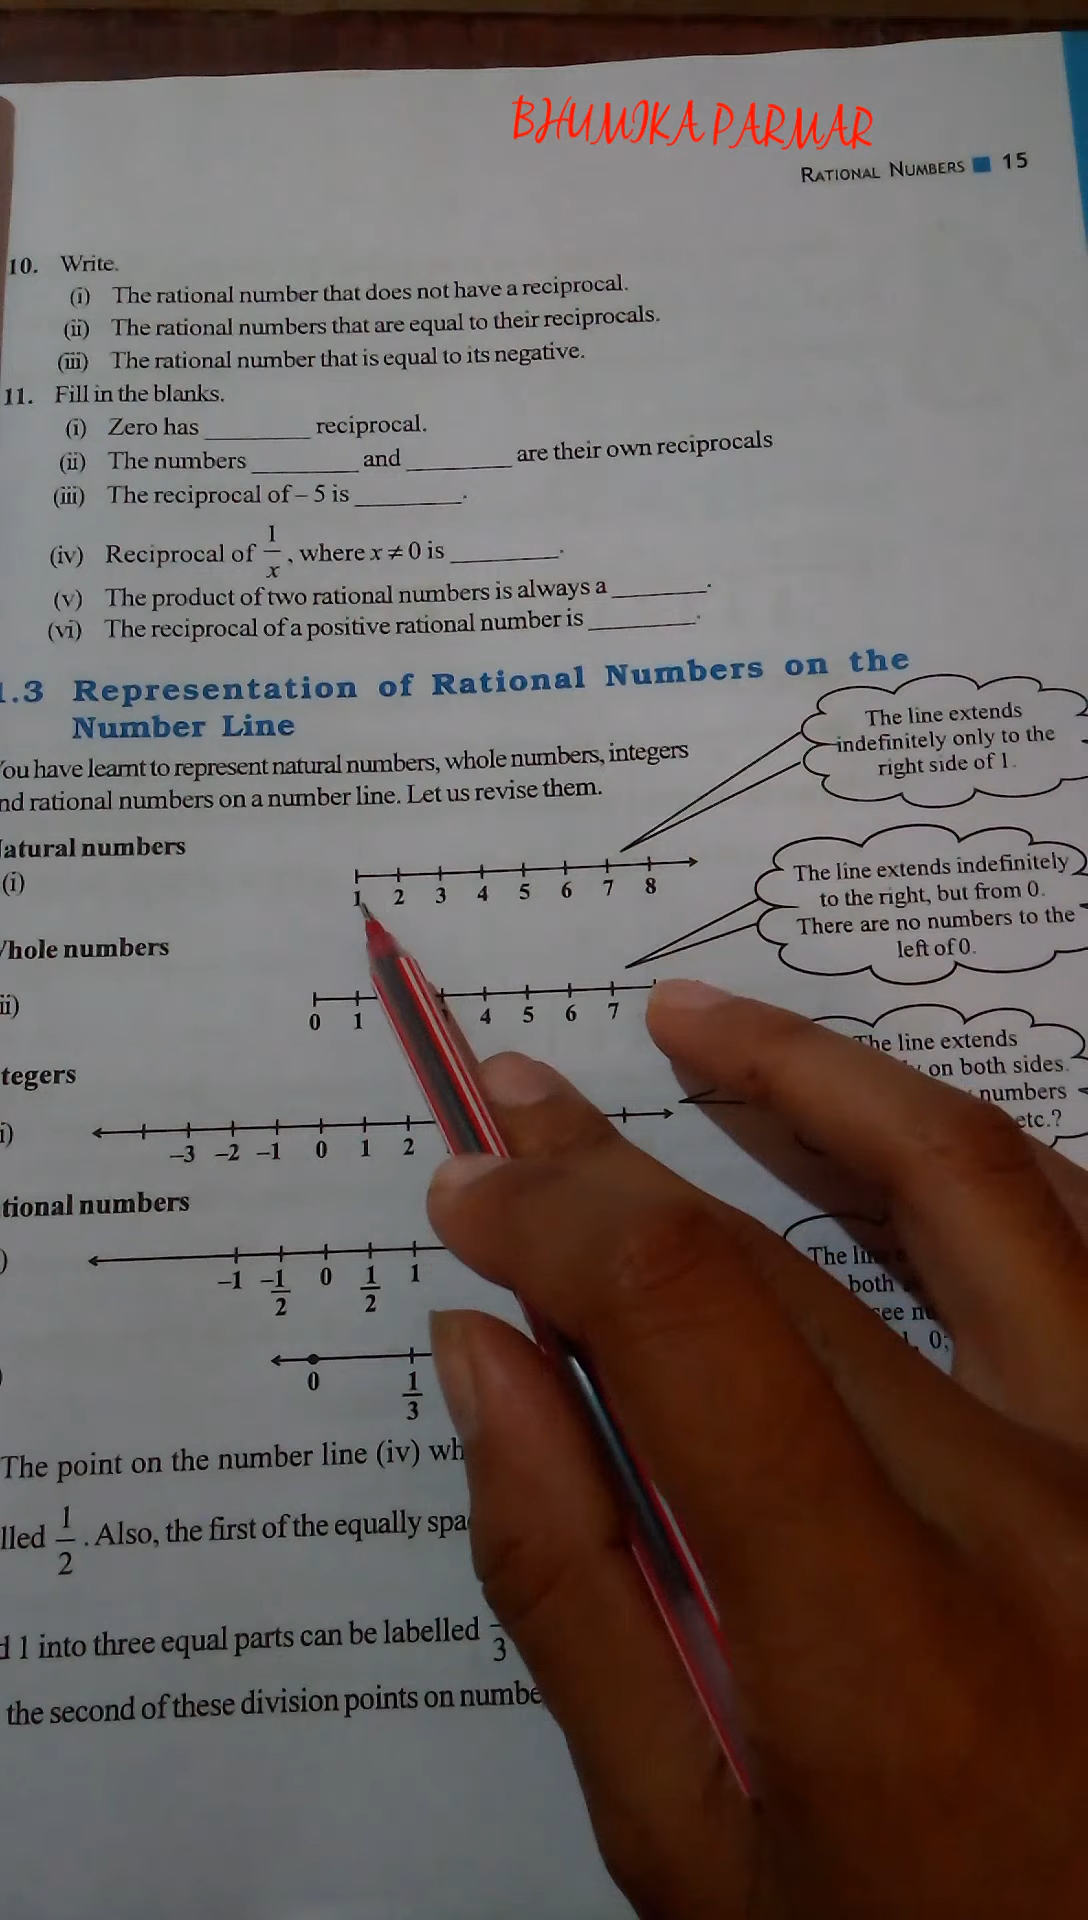 BHUMIKA PARMAR
RATIONAL NUMBERS 15
10. Write.
(i) The rational number that does not have a reciprocal.
(ii) The rational numbers that are equal to their reciprocals.
(iii) The rational number that is equal to its negative.
11. Fill in the blanks.
(i) Zero has ________ reciprocal.
(ii) The numbers ________ and ________ are their own reciprocals
(iii) The reciprocal of – 5 is ________.
(iv) Reciprocal of 1/x, where x ≠ 0 is ________.
(v) The product of two rational numbers is always a ________.
(vi) The reciprocal of a positive rational number is ________.
1.3 Representation of Rational Numbers on the
Number Line
The line extends
indefinitely only to the
right side of 1.
ou have learnt to represent natural numbers, whole numbers, integers
nd rational numbers on a number line. Let us revise them.
atural numbers
(i)
1 2 3 4 5 6 7 8
The line extends indefinitely
to the right, but from 0.
There are no numbers to the
left of 0.
hole numbers
ii)
0 1 4 5 6 7
The line extends
on both sides.
numbers
etc.?
tegers
i)
–3 –2 –1 0 1 2
tional numbers
)
–1 –1/2 0 1/2 1
The li
both
see nu
1, 0;
0 1/3
The point on the number line (iv) wh
lled 1/2. Also, the first of the equally spa
d 1 into three equal parts can be labelled /3
the second of these division points on numbe